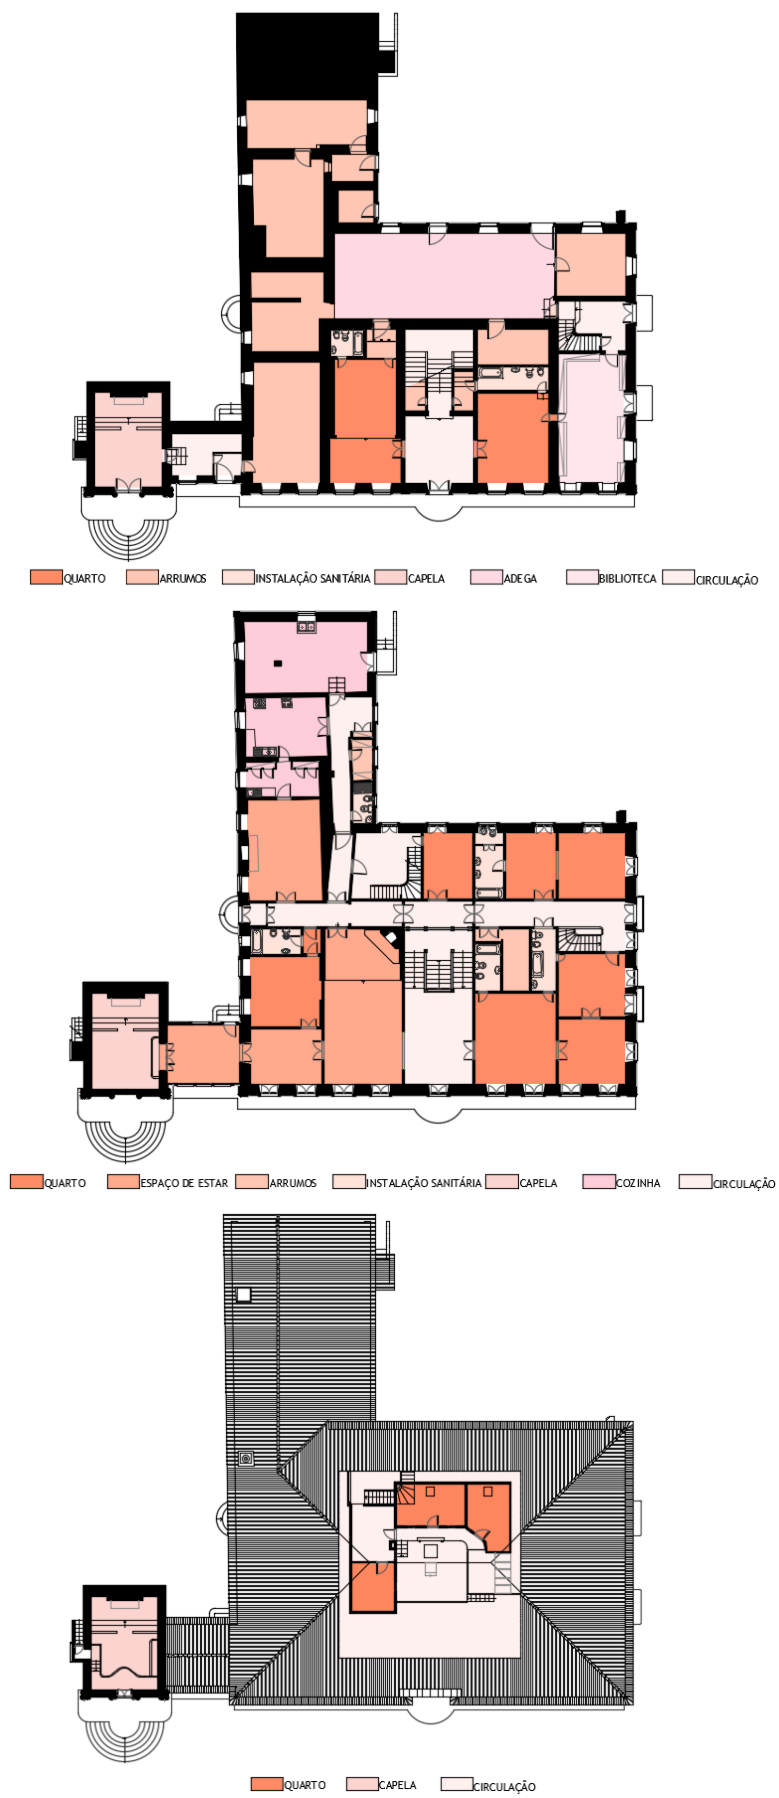 QUARTO ARRUMOS INSTALAÇÃO SANITÁRIA CAPELA ADEGA BIBLIOTECA CIRCULAÇÃO
QUARTO ESPAÇO DE ESTAR ARRUMOS INSTALAÇÃO SANITÁRIA CAPELA COZINHA CIRCULAÇÃO
QUARTO CAPELA CIRCULAÇÃO